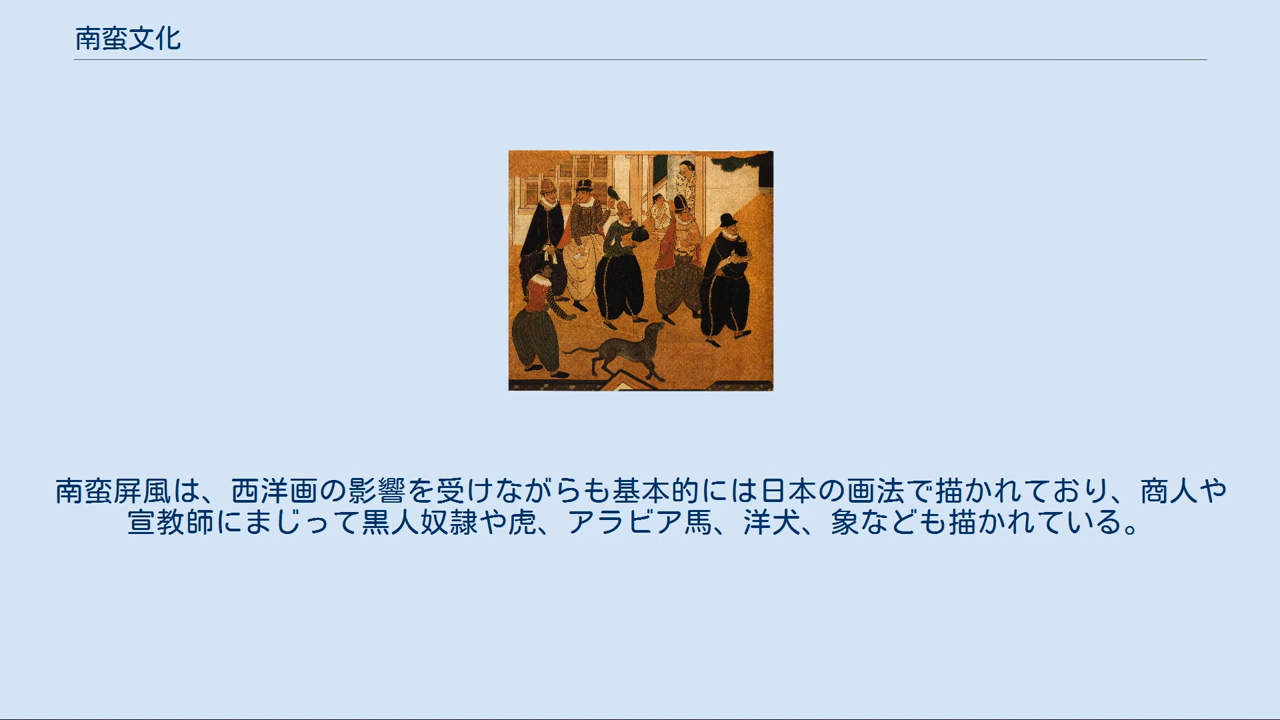 南蛮文化
南蛮屏風は、西洋画の影響を受けながらも基本的には日本の画法で描かれており、商人や
宣教師にまじって黒人奴隷や虎、アラビア馬、洋犬、象なども描かれている。